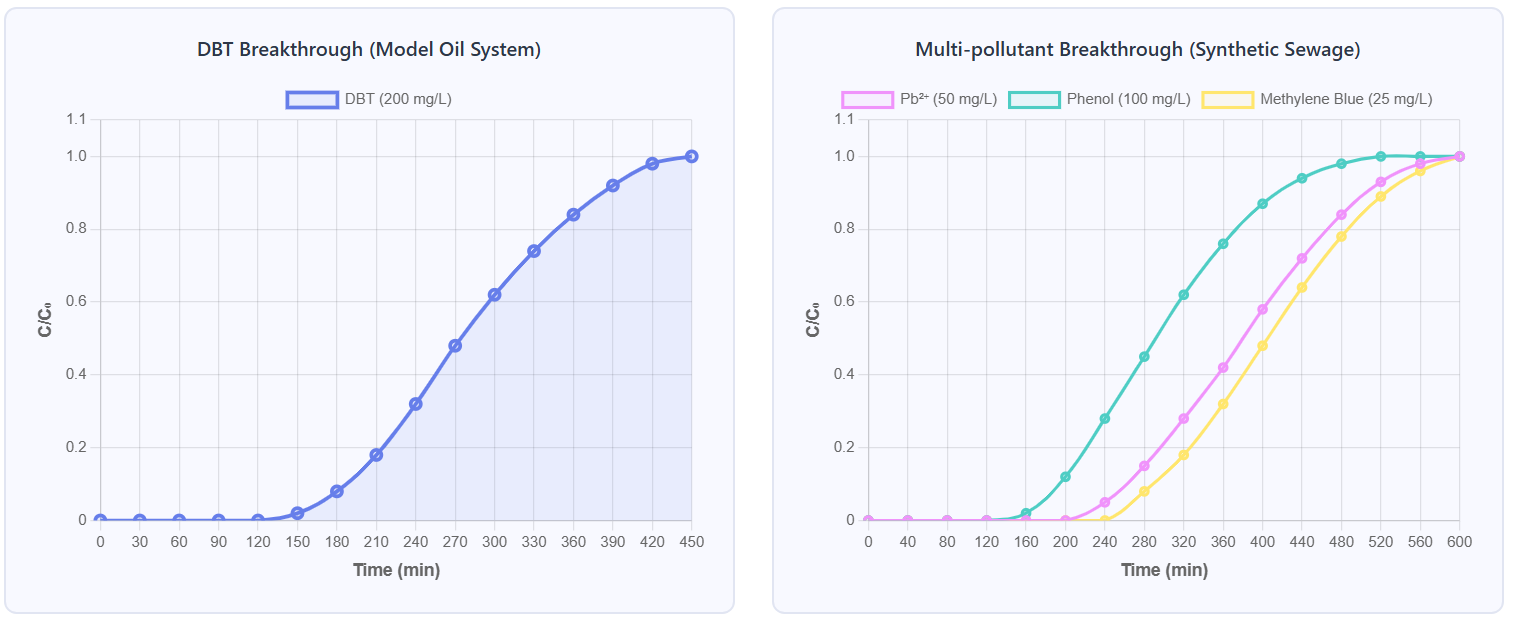 DBT Breakthrough (Model Oil System)
DBT (200 mg/L)
1.1
1.0
0.8
0.6
0.4
0.2
0
C/C₀
0 30 60 90 120 150 180 210 240 270 300 330 360 390 420 450
Time (min)
Multi-pollutant Breakthrough (Synthetic Sewage)
Pb²⁺ (50 mg/L) Phenol (100 mg/L) Methylene Blue (25 mg/L)
1.1
1.0
0.8
0.6
0.4
0.2
0
C/C₀
0 40 80 120 160 200 240 280 320 360 400 440 480 520 560 600
Time (min)